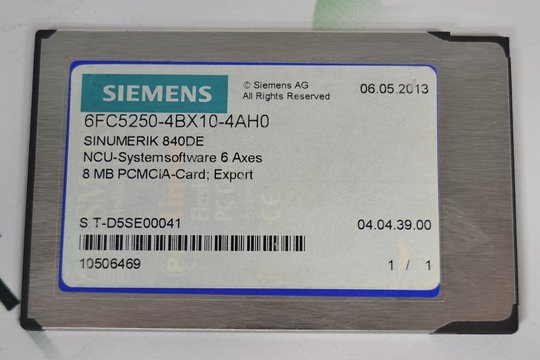 SIEMENS
© Siemens AG
All Rights Reserved
06.05.2013
6FC5250-4BX10-4AH0
SINUMERIK 840DE
NCU-Systemsoftware 6 Axes
8 MB PCMCIA-Card; Export
S T-D5SE00041
04.04.39.00
10506469
1 / 1